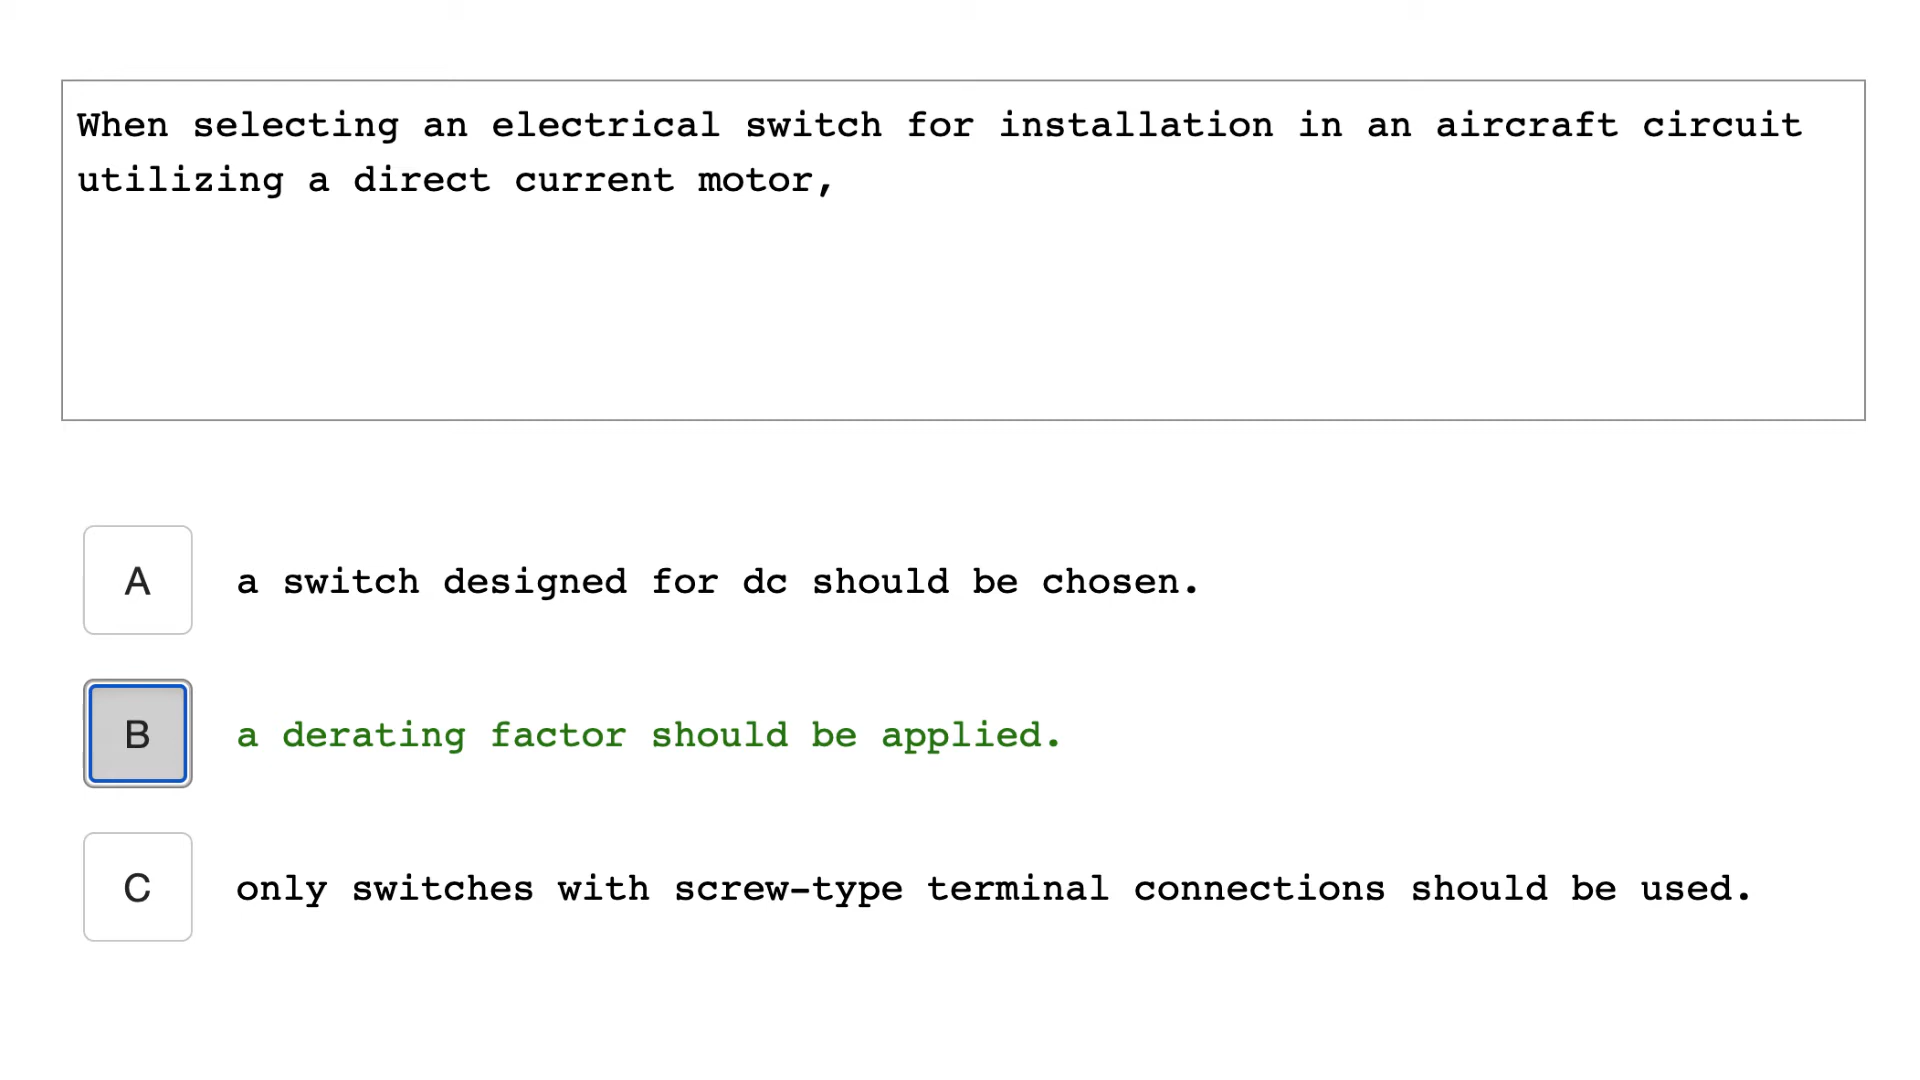 When selecting an electrical switch for installation in an aircraft circuit
utilizing a direct current motor,
A a switch designed for dc should be chosen.
B a derating factor should be applied.
C only switches with screw-type terminal connections should be used.